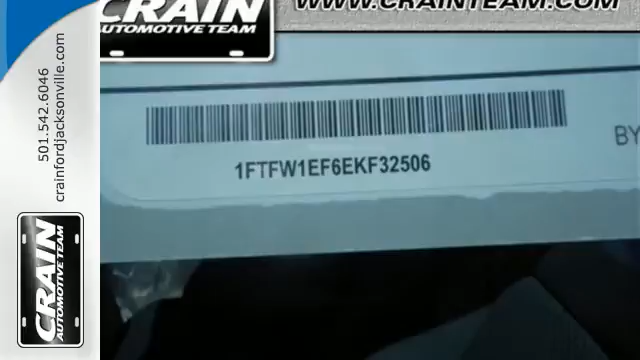 CRAIN
AUTOMOTIVE TEAM
WWW.CRAINTEAM.COM
501.542.6046
crainfordjacksonville.com
BY
1FTFW1EF6EKF32506
CRAIN
AUTOMOTIVE TEAM